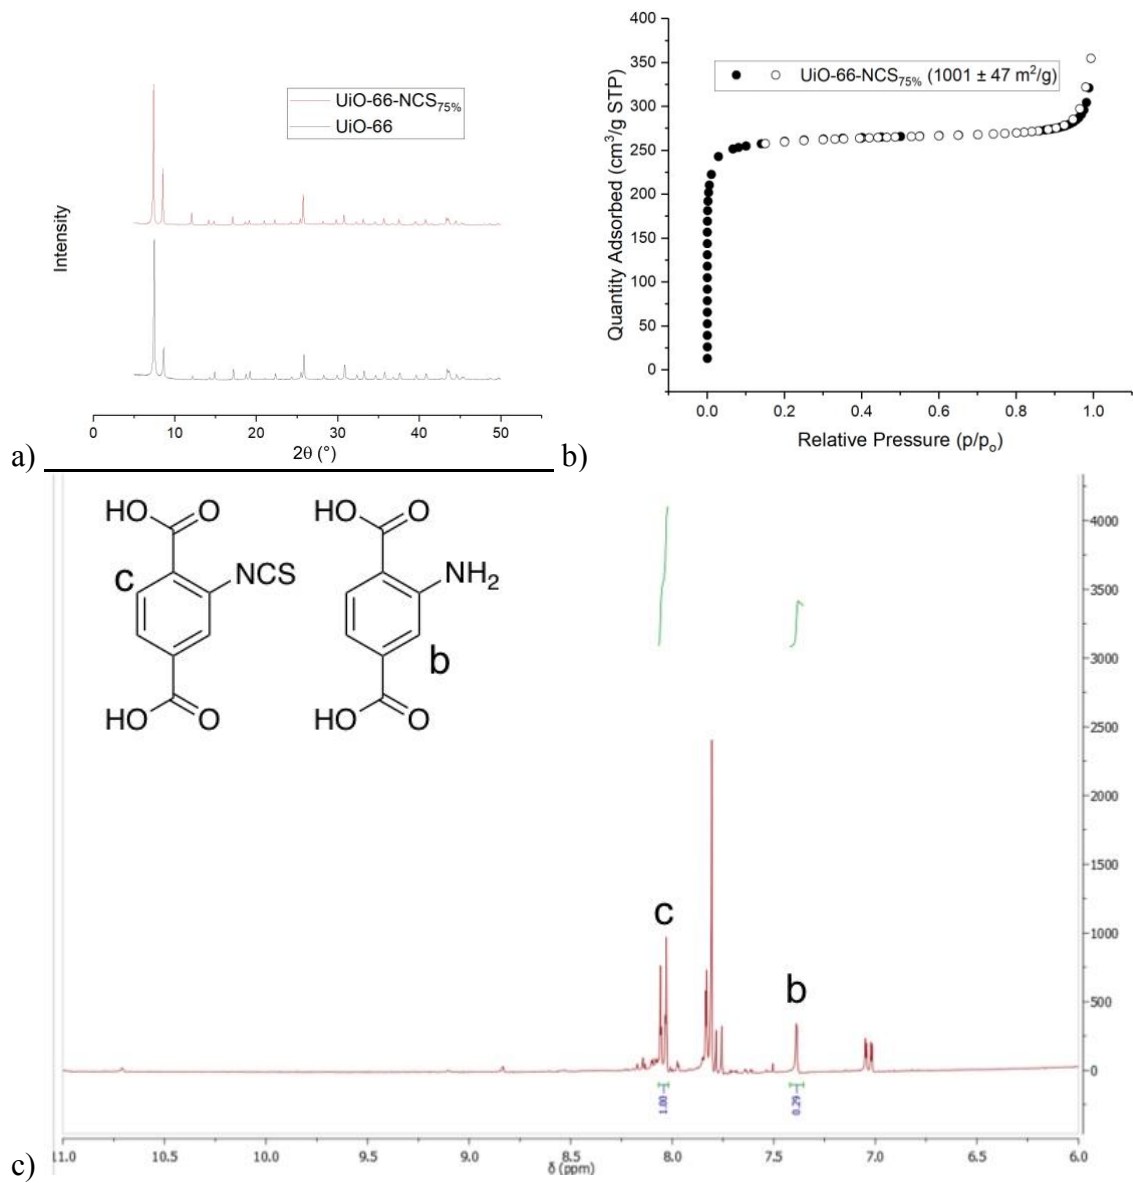 UiO-66-NCS75%
UiO-66
Intensity
0 10 20 30 40 50
2θ (°)
a)
400
350
300
250
200
150
100
50
0
UiO-66-NCS75% (1001 ± 47 m²/g)
Quantity Adsorbed (cm³/g STP)
0.0 0.2 0.4 0.6 0.8 1.0
Relative Pressure (p/po)
b)
HO O
c NCS
HO O
HO O
NH2
b
HO O
c
b
4000
3500
3000
2500
2000
1500
1000
500
0
1.00
0.29
11.0 10.5 10.0 9.5 9.0 8.5 8.0 7.5 7.0 6.5 6.0
δ (ppm)
c)